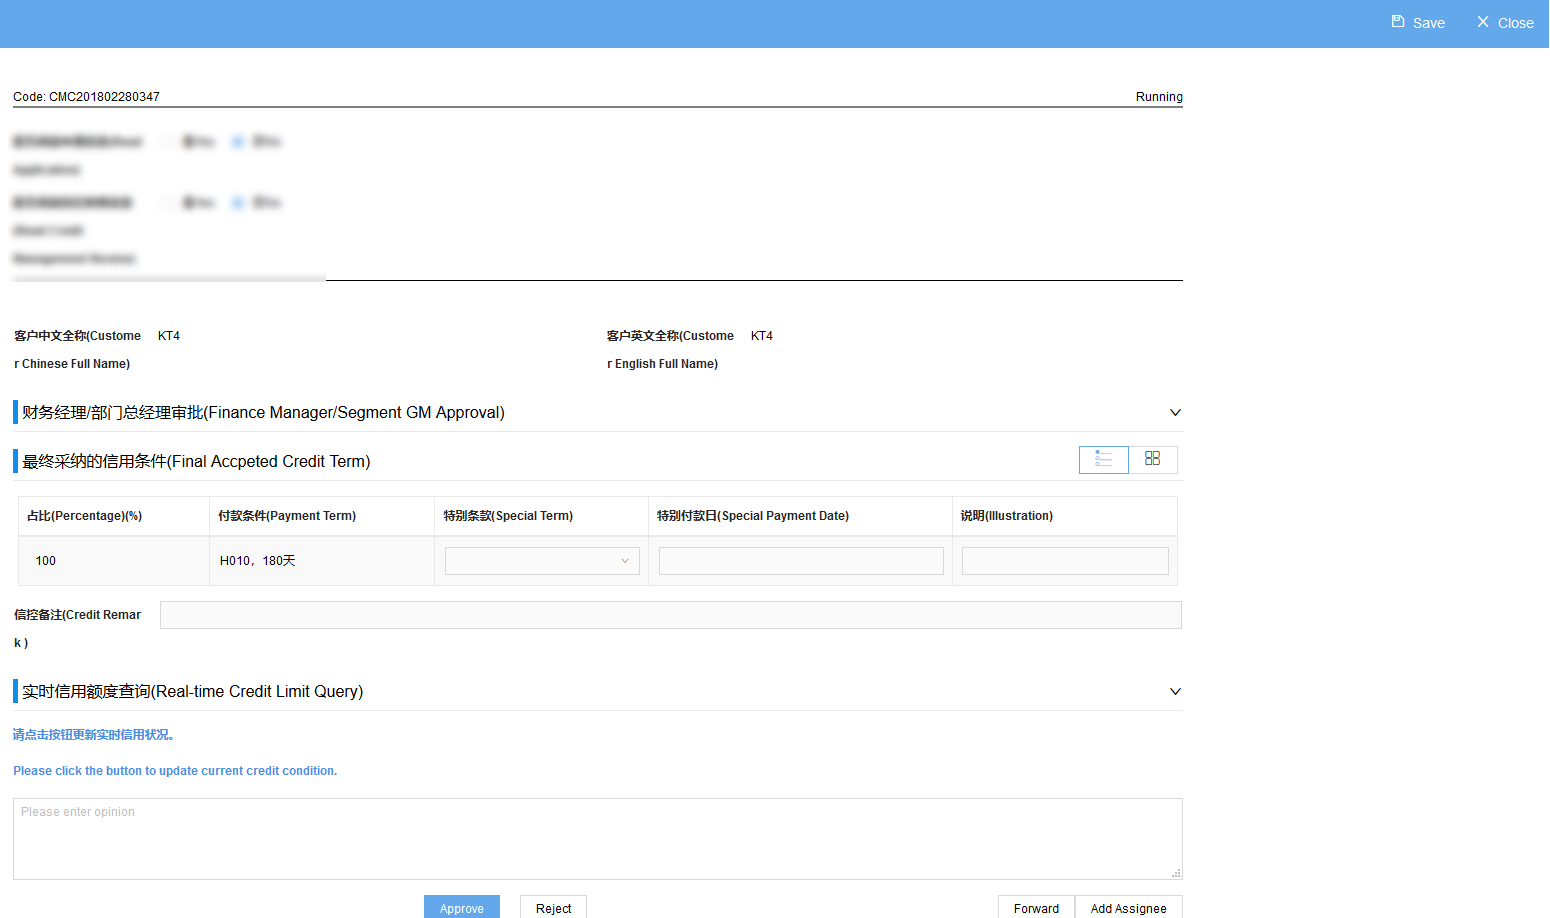 Save
Close
Code: CMC201802280347
Running
客户中文全称(Custome
r Chinese Full Name)
KT4
客户英文全称(Custome
r English Full Name)
KT4
财务经理/部门总经理审批(Finance Manager/Segment GM Approval)
最终采纳的信用条件(Final Accpeted Credit Term)
占比(Percentage)(%)
付款条件(Payment Term)
特别条款(Special Term)
特别付款日(Special Payment Date)
说明(Illustration)
100
H010，180天
信控备注(Credit Remar
k )
实时信用额度查询(Real-time Credit Limit Query)
请点击按钮更新实时信用状况。
Please click the button to update current credit condition.
Please enter opinion
Approve
Reject
Forward
Add Assignee